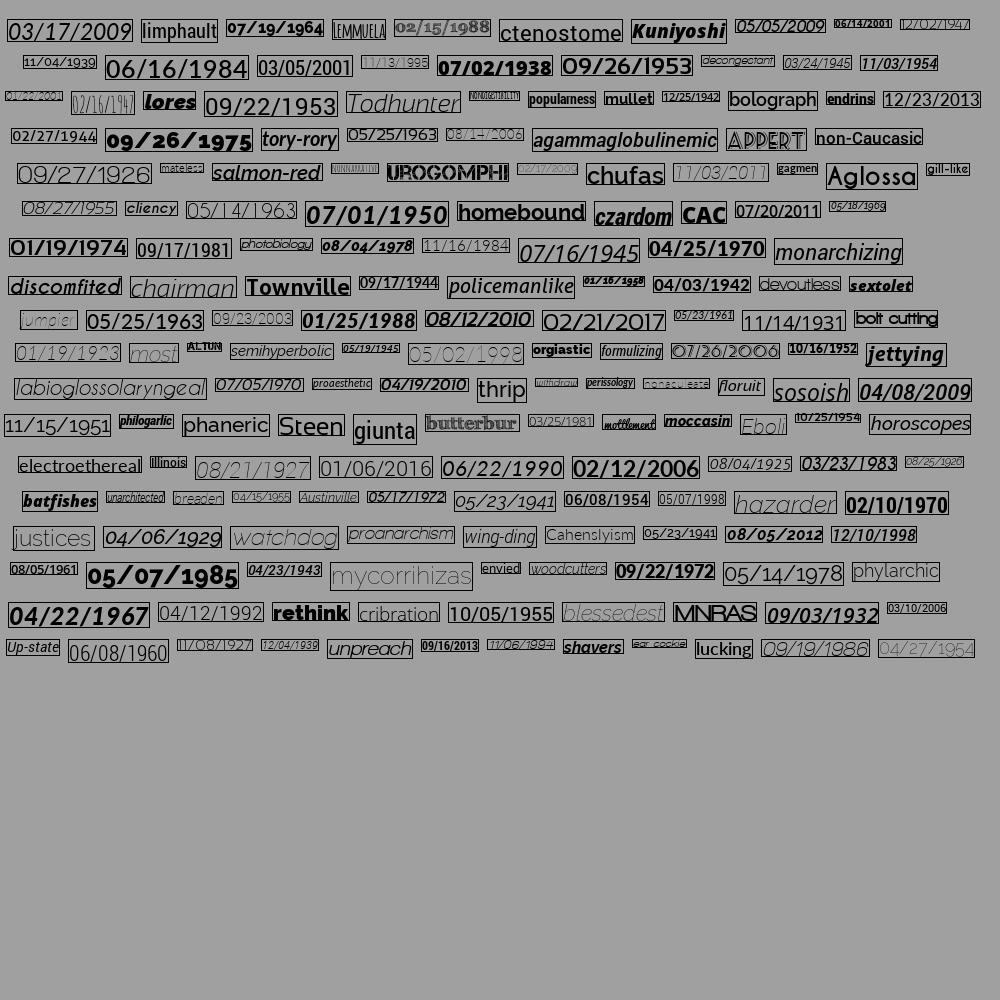 03/17/2009 limphault 07/19/1964 LEMMUELA 02/15/1988 ctenostome Kuniyoshi 05/05/2009 06/14/2001 12/02/1947
11/04/1939 06/16/1984 03/05/2001 11/13/1995 07/02/1938 09/26/1953 decongestant 03/24/1945 11/03/1954
01/22/2001 02/16/1941 lores 09/22/1953 Todhunter NONDIGESTIBILITY popularness mullet 12/25/1942 bolograph endrins 12/23/2013
02/27/1944 09/26/1975 tory-rory 05/25/1963 08/14/2006 agammaglobulinemic APPERT non-Caucasic
09/27/1926 mateless salmon-red UROGOMPHI 02/17/2009 chufas 11/03/2011 gagmen Aglossa gill-like
08/27/1955 cliency 05/14/1963 07/01/1950 homebound czardom CAC 07/20/2011 05/18/1969
01/19/1974 09/17/1981 photobiology 08/04/1978 11/16/1984 07/16/1945 04/25/1970 monarchizing
discomfited chairman Townville 09/17/1944 policemanlike 01/16/1958 04/03/1942 devoutless sextolet
jumpier 05/25/1963 09/23/2003 01/25/1988 08/12/2010 02/21/2017 05/23/1961 11/14/1931 bolt cutting
01/19/1923 most ALTUN semihyperbolic 05/19/1945 05/02/1998 orgiastic formulizing 07/26/2006 10/16/1952 jettying
labioglossolaryngeal 07/05/1970 proaesthetic 04/19/2010 thrip withdraw perissology nonaculeate floruit sosoish 04/08/2009
11/15/1951 philogarlic phaneric Steen giunta butterbur 03/25/1981 mottlement moccasin Eboli 10/25/1954 horoscopes
electroethereal Illinois 08/21/1927 01/06/2016 06/22/1990 02/12/2006 08/04/1925 03/23/1983 08/25/1926
batfishes unarchitected breaden 04/15/1955 Austinville 05/17/1972 05/23/1941 06/08/1954 05/07/1998 hazarder 02/10/1970
justices 04/06/1929 watchdog proanarchism wing-ding Cahenslyism 05/23/1941 08/05/2012 12/10/1998
08/05/1961 05/07/1985 04/23/1943 mycorrihizas envied woodcutters 09/22/1972 05/14/1978 phylarchic
04/22/1967 04/12/1992 rethink cribration 10/05/1955 blessedest MNRAS 09/03/1932 03/10/2006
Up-state 06/08/1960 11/08/1927 12/04/1939 unpreach 09/16/2013 11/06/1994 shavers ear cockie lucking 09/19/1986 04/27/1954